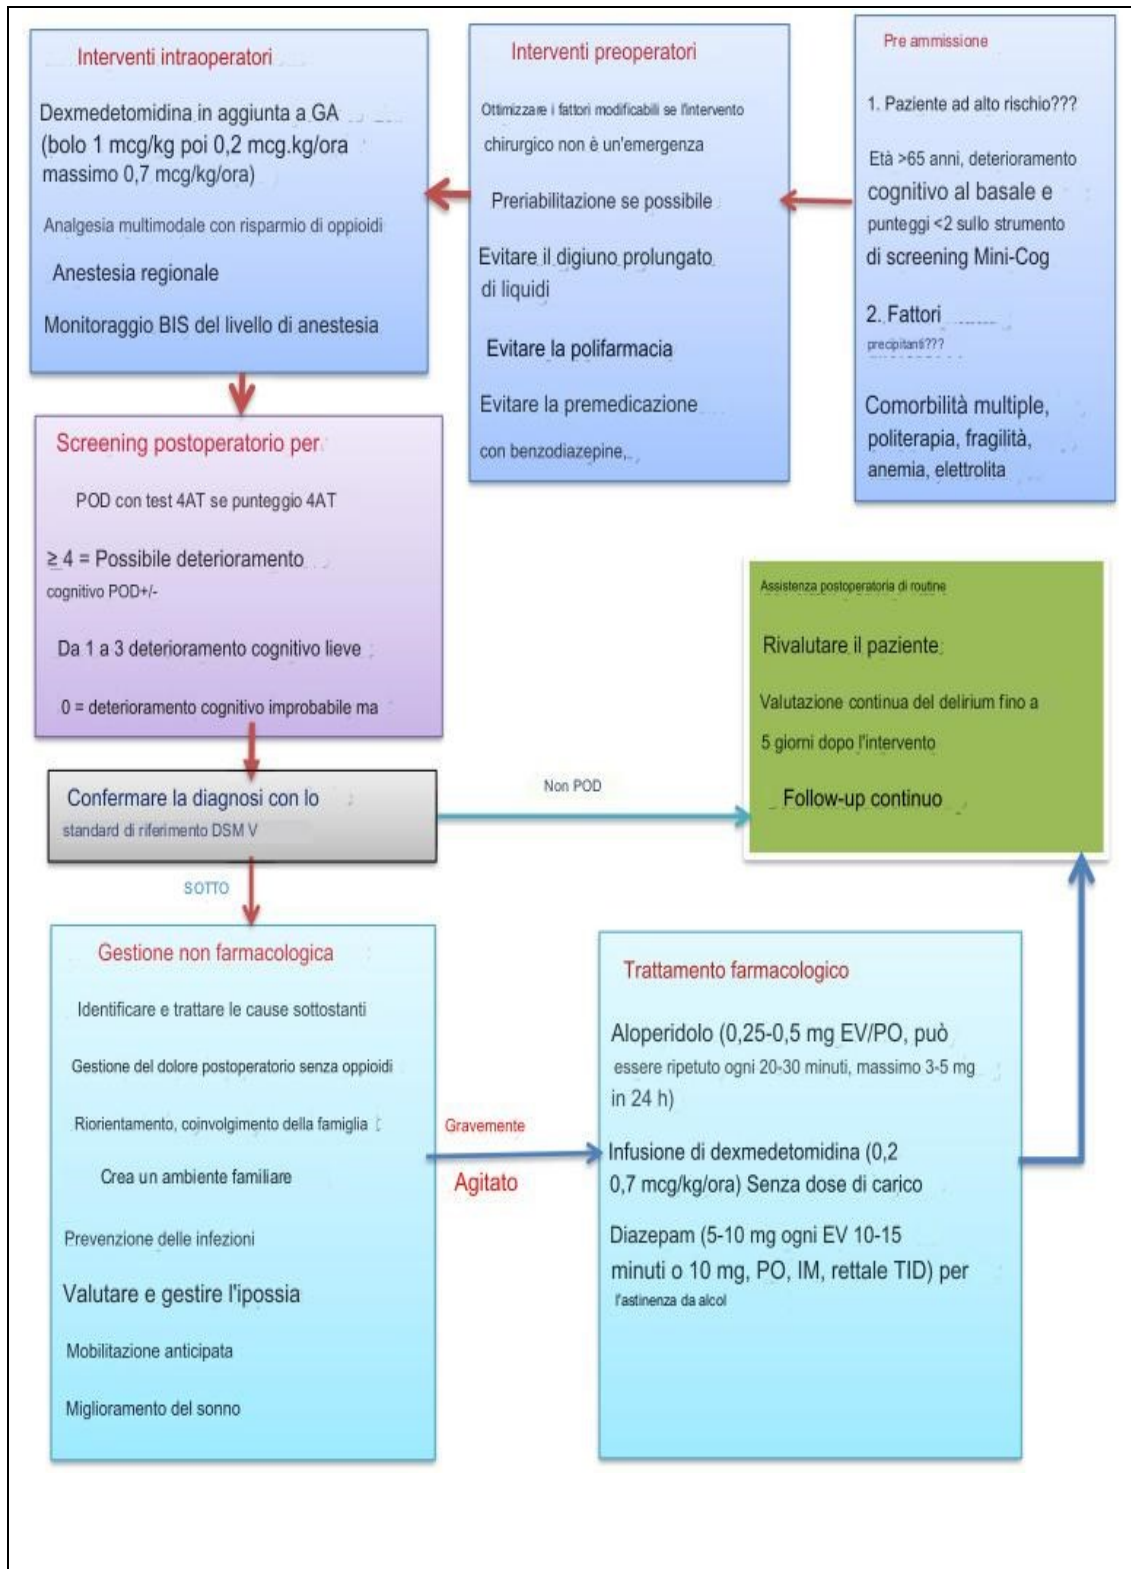 Pre ammissione
1. Paziente ad alto rischio???
Età >65 anni, deterioramento
cognitivo al basale e
punteggi <2 sullo strumento
di screening Mini-Cog
2. Fattori
precipitanti???
Comorbilità multiple,
politerapia, fragilità,
anemia, elettrolita
Interventi preoperatori
Ottimizzare i fattori modificabili se l'intervento
chirurgico non è un'emergenza
Preriabilitazione se possibile
Evitare il digiuno prolungato
di liquidi
Evitare la polifarmacia
Evitare la premedicazione
con benzodiazepine,
Interventi intraoperatori
Dexmedetomidina in aggiunta a GA
(bolo 1 mcg/kg poi 0,2 mcg.kg/ora
massimo 0,7 mcg/kg/ora)
Analgesia multimodale con risparmio di oppioidi
Anestesia regionale
Monitoraggio BIS del livello di anestesia
Screening postoperatorio per
POD con test 4AT se punteggio 4AT
≥ 4 = Possibile deterioramento
cognitivo POD+/-
Da 1 a 3 deterioramento cognitivo lieve
0 = deterioramento cognitivo improbabile ma
Confermare la diagnosi con lo
standard di riferimento DSM V
Non POD
Assistenza postoperatoria di routine
Rivalutare il paziente
Valutazione continua del delirium fino a
5 giorni dopo l'intervento
Follow-up continuo
SOTTO
Gestione non farmacologica
Identificare e trattare le cause sottostanti
Gestione del dolore postoperatorio senza oppioidi
Riorientamento, coinvolgimento della famiglia
Crea un ambiente familiare
Prevenzione delle infezioni
Valutare e gestire l'ipossia
Mobilitazione anticipata
Miglioramento del sonno
Gravemente
Agitato
Trattamento farmacologico
Aloperidolo (0,25-0,5 mg EV/PO, può
essere ripetuto ogni 20-30 minuti, massimo 3-5 mg
in 24 h)
Infusione di dexmedetomidina (0,2
0,7 mcg/kg/ora) Senza dose di carico
Diazepam (5-10 mg ogni EV 10-15
minuti o 10 mg, PO, IM, rettale TID) per
l'astinenza da alcol